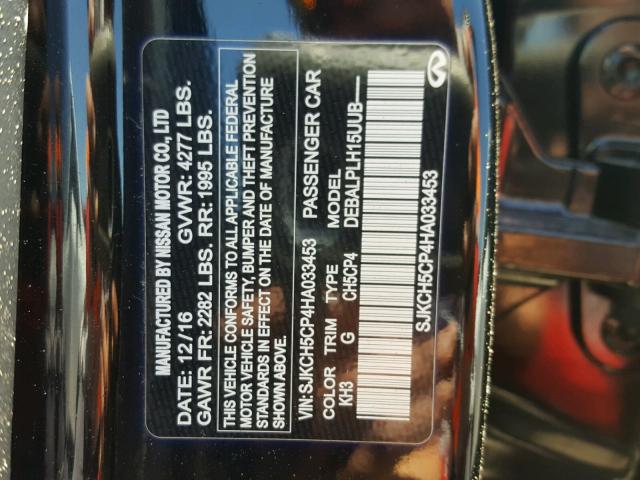 MANUFACTURED BY NISSAN MOTOR CO., LTD
DATE: 12/16 GVWR: 4277 LBS.
GAWR FR: 2282 LBS. RR: 1995 LBS.
THIS VEHICLE CONFORMS TO ALL APPLICABLE FEDERAL
MOTOR VEHICLE SAFETY, BUMPER AND THEFT PREVENTION
STANDARDS IN EFFECT ON THE DATE OF MANUFACTURE
SHOWN ABOVE.
VIN: SJKCH5CP4HA033453 PASSENGER CAR
COLOR TRIM TYPE MODEL
KH3 G CH5CP4 DEBALPLH15UUB—
SJKCH5CP4HA033453